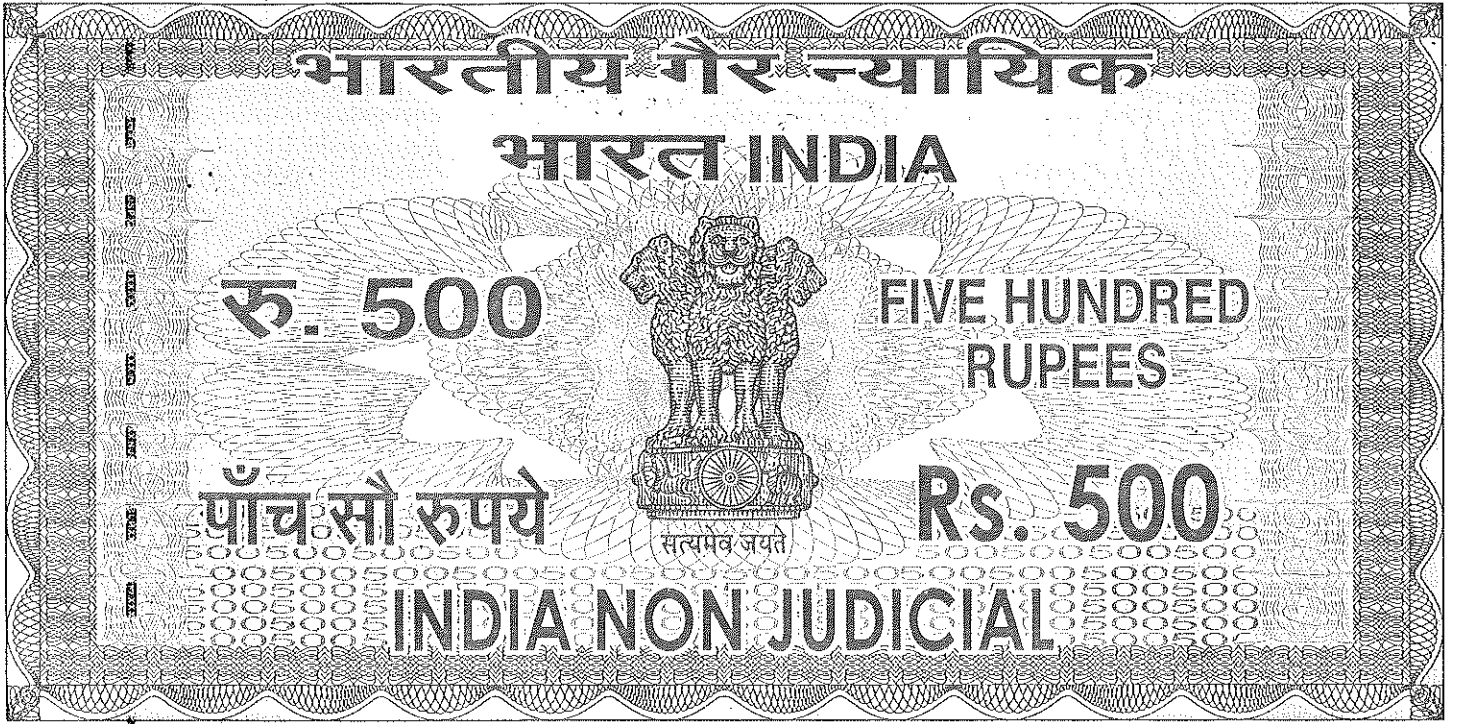 भारतीय गैर न्यायिक
भारत INDIA
रु. 500
FIVE HUNDRED
RUPEES
पाँच सौ रुपये
Rs. 500
सत्यमेव जयते
INDIA NON JUDICIAL